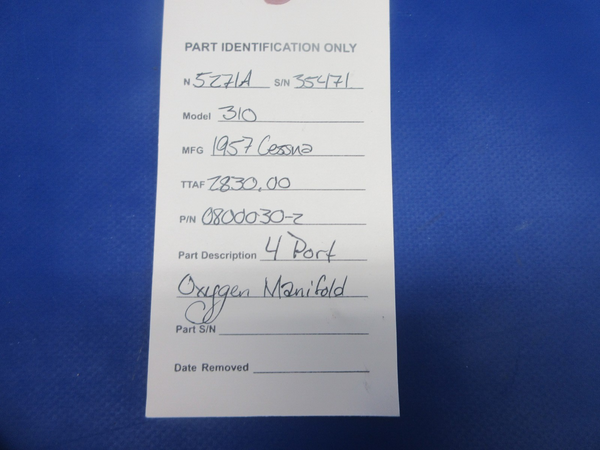 PART IDENTIFICATION ONLY
N 5271A S/N 35471
Model 310
MFG 1957 Cessna
TTAF 2830.00
P/N 0800030-2
Part Description 4 Port
Oxygen Manifold
Part S/N
Date Removed